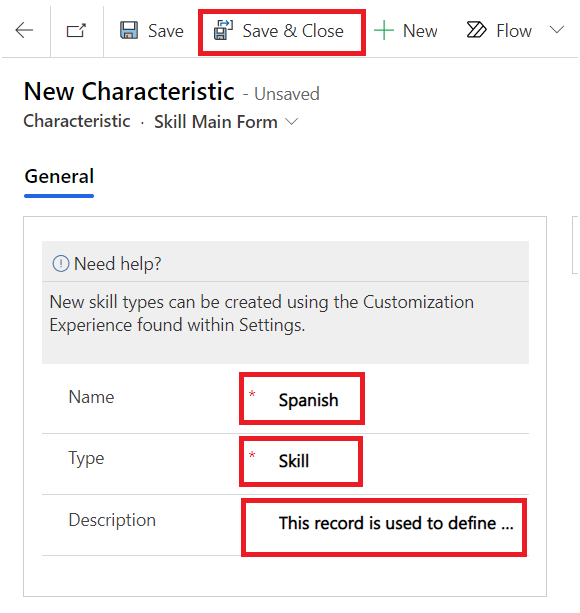 Save Save & Close New Flow
New Characteristic - Unsaved
Characteristic · Skill Main Form
General
Need help?
New skill types can be created using the Customization
Experience found within Settings.
Name * Spanish
Type * Skill
Description This record is used to define ...